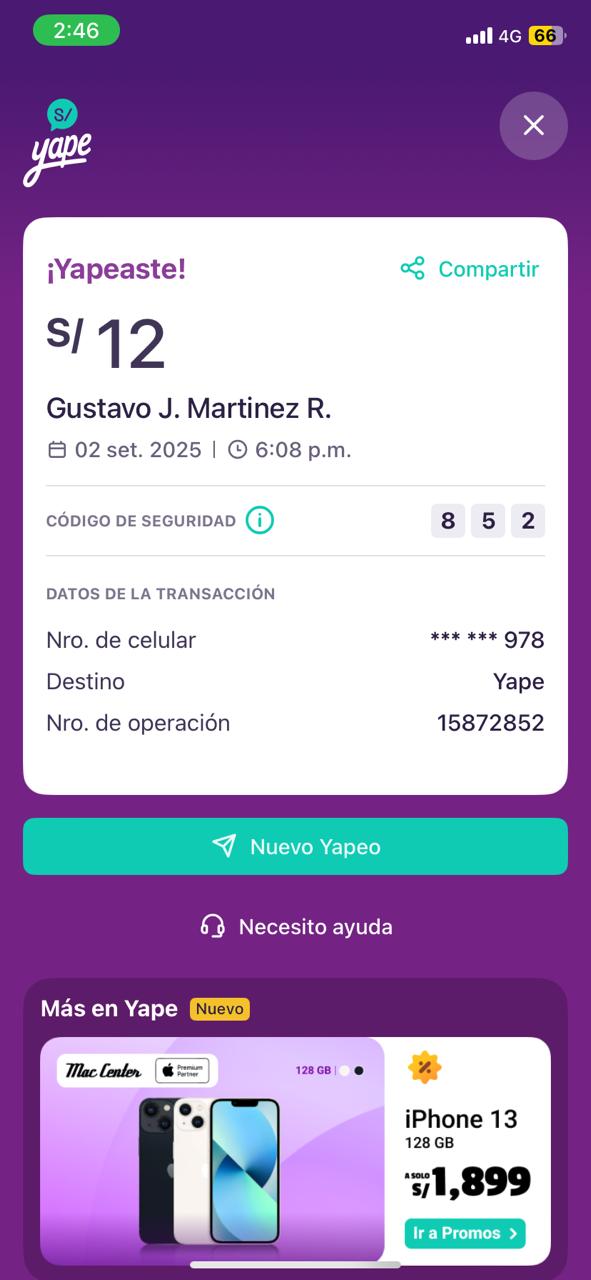 2:46
4G 66
S/
yape
¡Yapeaste!
Compartir
S/ 12
Gustavo J. Martinez R.
02 set. 2025 | 6:08 p.m.
CÓDIGO DE SEGURIDAD
8 5 2
DATOS DE LA TRANSACCIÓN
Nro. de celular *** *** 978
Destino Yape
Nro. de operación 15872852
Nuevo Yapeo
Necesito ayuda
Más en Yape Nuevo
Mac Center Premium Partner
128 GB
iPhone 13
128 GB
A SOLO S/1,899
Ir a Promos